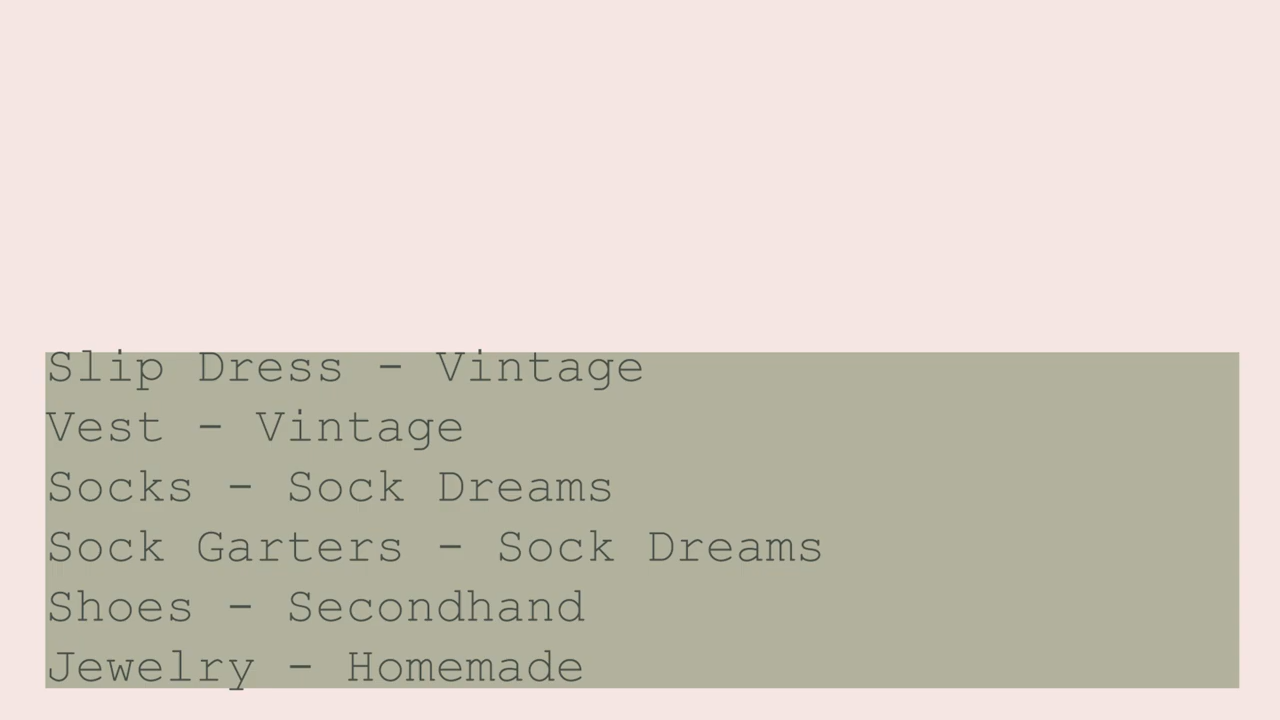 Slip Dress - Vintage
Vest - Vintage
Socks - Sock Dreams
Sock Garters - Sock Dreams
Shoes - Secondhand
Jewelry - Homemade